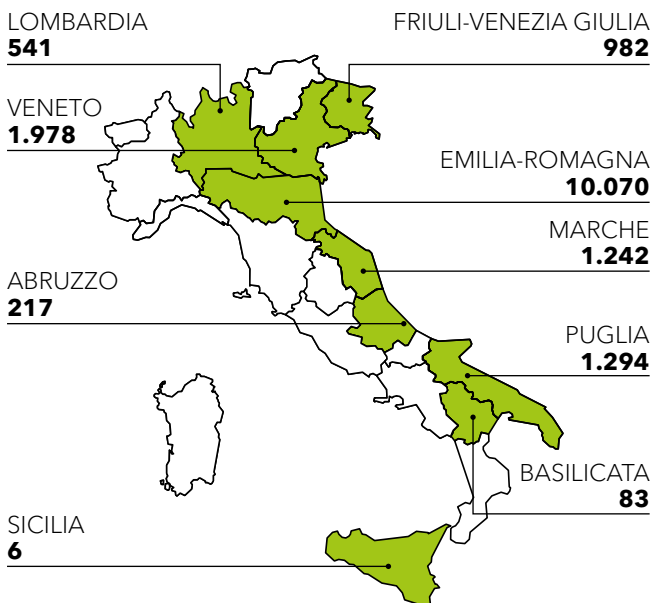 LOMBARDIA
541
FRIULI-VENEZIA GIULIA
982
VENETO
1.978
EMILIA-ROMAGNA
10.070
MARCHE
1.242
ABRUZZO
217
PUGLIA
1.294
BASILICATA
83
SICILIA
6